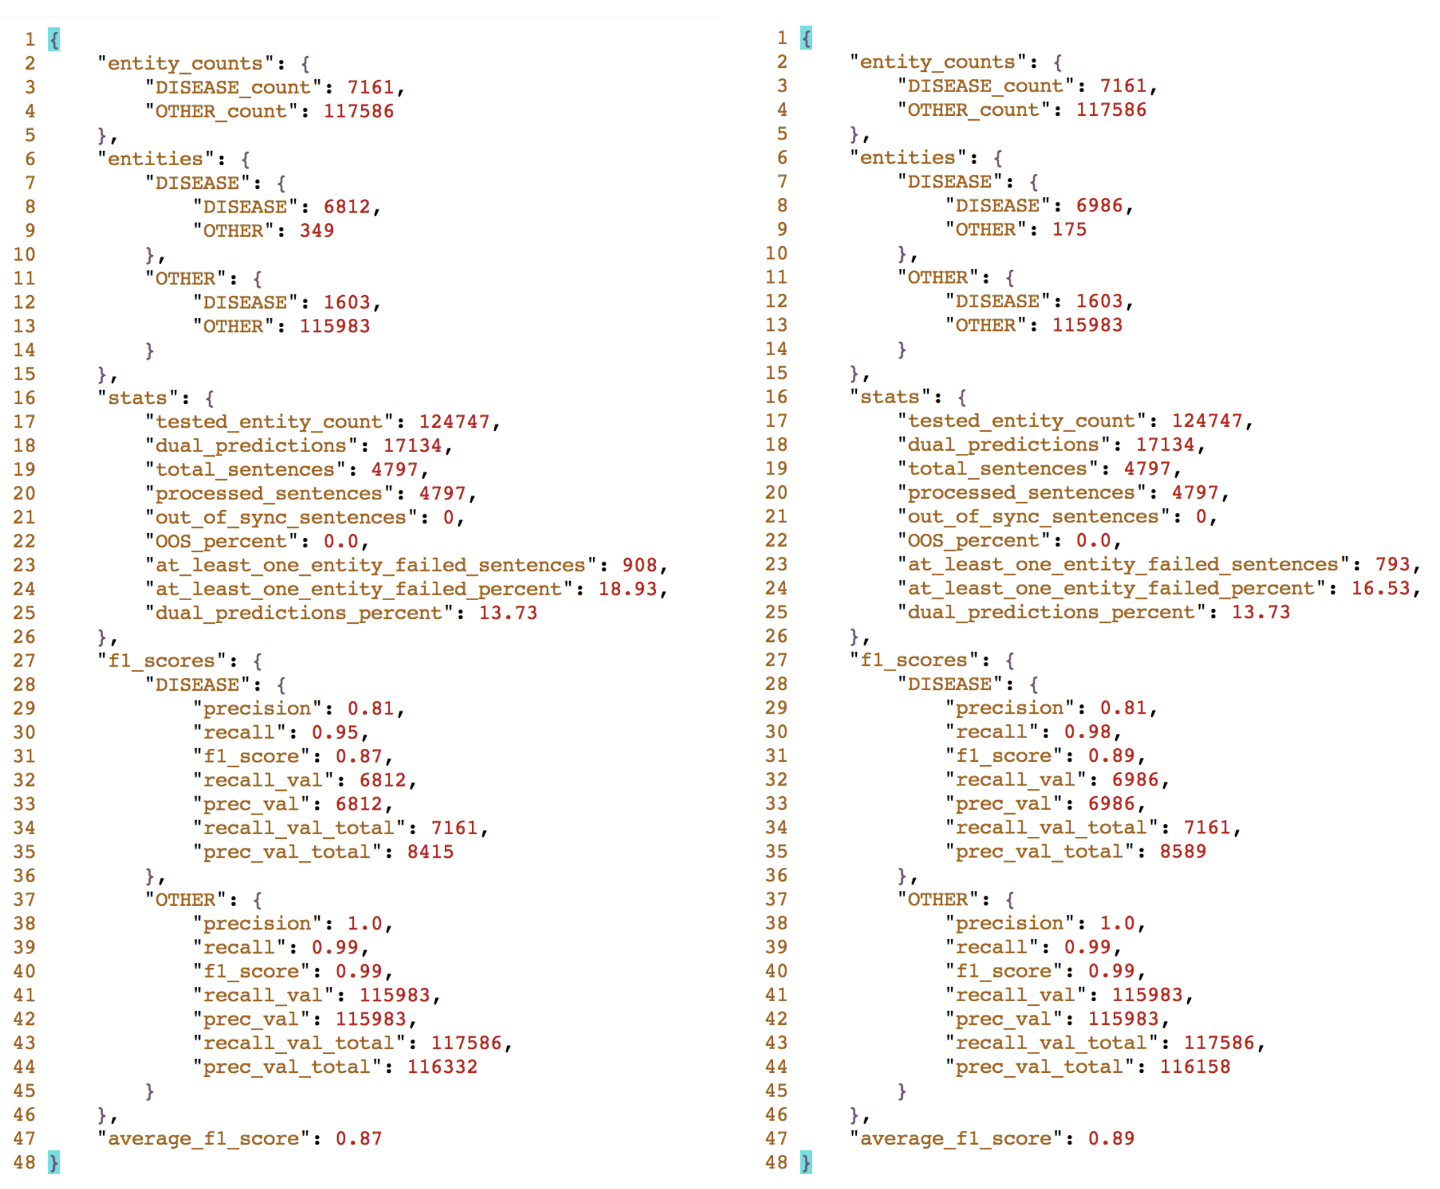 1 {
2     "entity_counts": {
3         "DISEASE_count": 7161,
4         "OTHER_count": 117586
5     },
6     "entities": {
7         "DISEASE": {
8             "DISEASE": 6812,
9             "OTHER": 349
10         },
11         "OTHER": {
12             "DISEASE": 1603,
13             "OTHER": 115983
14         }
15     },
16     "stats": {
17         "tested_entity_count": 124747,
18         "dual_predictions": 17134,
19         "total_sentences": 4797,
20         "processed_sentences": 4797,
21         "out_of_sync_sentences": 0,
22         "OOS_percent": 0.0,
23         "at_least_one_entity_failed_sentences": 908,
24         "at_least_one_entity_failed_percent": 18.93,
25         "dual_predictions_percent": 13.73
26     },
27     "f1_scores": {
28         "DISEASE": {
29             "precision": 0.81,
30             "recall": 0.95,
31             "f1_score": 0.87,
32             "recall_val": 6812,
33             "prec_val": 6812,
34             "recall_val_total": 7161,
35             "prec_val_total": 8415
36         },
37         "OTHER": {
38             "precision": 1.0,
39             "recall": 0.99,
40             "f1_score": 0.99,
41             "recall_val": 115983,
42             "prec_val": 115983,
43             "recall_val_total": 117586,
44             "prec_val_total": 116332
45         }
46     },
47     "average_f1_score": 0.87
48 }
1 {
2     "entity_counts": {
3         "DISEASE_count": 7161,
4         "OTHER_count": 117586
5     },
6     "entities": {
7         "DISEASE": {
8             "DISEASE": 6986,
9             "OTHER": 175
10         },
11         "OTHER": {
12             "DISEASE": 1603,
13             "OTHER": 115983
14         }
15     },
16     "stats": {
17         "tested_entity_count": 124747,
18         "dual_predictions": 17134,
19         "total_sentences": 4797,
20         "processed_sentences": 4797,
21         "out_of_sync_sentences": 0,
22         "OOS_percent": 0.0,
23         "at_least_one_entity_failed_sentences": 793,
24         "at_least_one_entity_failed_percent": 16.53,
25         "dual_predictions_percent": 13.73
26     },
27     "f1_scores": {
28         "DISEASE": {
29             "precision": 0.81,
30             "recall": 0.98,
31             "f1_score": 0.89,
32             "recall_val": 6986,
33             "prec_val": 6986,
34             "recall_val_total": 7161,
35             "prec_val_total": 8589
36         },
37         "OTHER": {
38             "precision": 1.0,
39             "recall": 0.99,
40             "f1_score": 0.99,
41             "recall_val": 115983,
42             "prec_val": 115983,
43             "recall_val_total": 117586,
44             "prec_val_total": 116158
45         }
46     },
47     "average_f1_score": 0.89
48 }